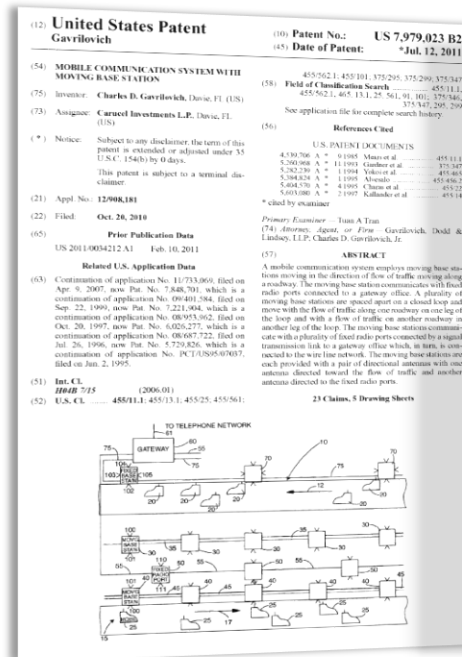 (12) United States Patent
Gavrilovich
(10) Patent No.: US 7,979,023 B2
(45) Date of Patent: *Jul. 12, 2011
(54) MOBILE COMMUNICATION SYSTEM WITH
MOVING BASE STATION
(75) Inventor: Charles D. Gavrilovich, Davie, FL (US)
(73) Assignee: Carucel Investments L.P., Davie, FL
(US)
( * ) Notice: Subject to any disclaimer, the term of this
patent is extended or adjusted under 35
U.S.C. 154(b) by 0 days.
This patent is subject to a terminal dis-
claimer.
(21) Appl. No.: 12/908,181
(22) Filed: Oct. 20, 2010
(65) Prior Publication Data
US 2011/0034212 A1 Feb. 10, 2011
Related U.S. Application Data
(63) Continuation of application No. 11/733,069, filed on
Apr. 9, 2007, now Pat. No. 7,848,701, which is a
continuation of application No. 09/401,584, filed on
Sep. 22, 1999, now Pat. No. 7,221,904, which is a
continuation of application No. 08/953,962, filed on
Oct. 20, 1997, now Pat. No. 6,026,277, which is a
continuation of application No. 08/687,722, filed on
Jul. 26, 1996, now Pat. No. 5,729,826, which is a
continuation of application No. PCT/US95/07037,
filed on Jun. 2, 1995.
(51) Int. Cl.
H04B 7/15 (2006.01)
(52) U.S. Cl. 455/11.1; 455/13.1; 455/25; 455/561;
455/562.1; 455/101; 375/295; 375/299; 375/347
(58) Field of Classification Search 455/11.1,
455/562.1, 465, 13.1, 25, 561, 91, 101; 375/346,
375/347, 295, 299
See application file for complete search history.
(56) References Cited
U.S. PATENT DOCUMENTS
* cited by examiner
Primary Examiner — Tuan A Tran
(74) Attorney, Agent, or Firm — Gavrilovich, Dodd &
Lindsey, LLP; Charles D. Gavrilovich, Jr.
(57) ABSTRACT
A mobile communication system employs moving base sta-
tions moving in the direction of flow of traffic moving along
a roadway. The moving base station communicates with fixed
radio ports connected to a gateway office. A plurality of
moving base stations are spaced apart on a closed loop and
move with the flow of traffic along one roadway on one leg of
the loop and with a flow of traffic on another roadway in
another leg of the loop. The moving base stations communi-
cate with a plurality of fixed radio ports connected by a signal
transmission link to a gateway office which, in turn, is con-
nected to the wire line network. The moving base stations are
each provided with a pair of directional antennas with one
antenna directed toward the flow of traffic and another
antenna directed to the fixed radio ports.
23 Claims, 5 Drawing Sheets
TO TELEPHONE NETWORK
GATEWAY